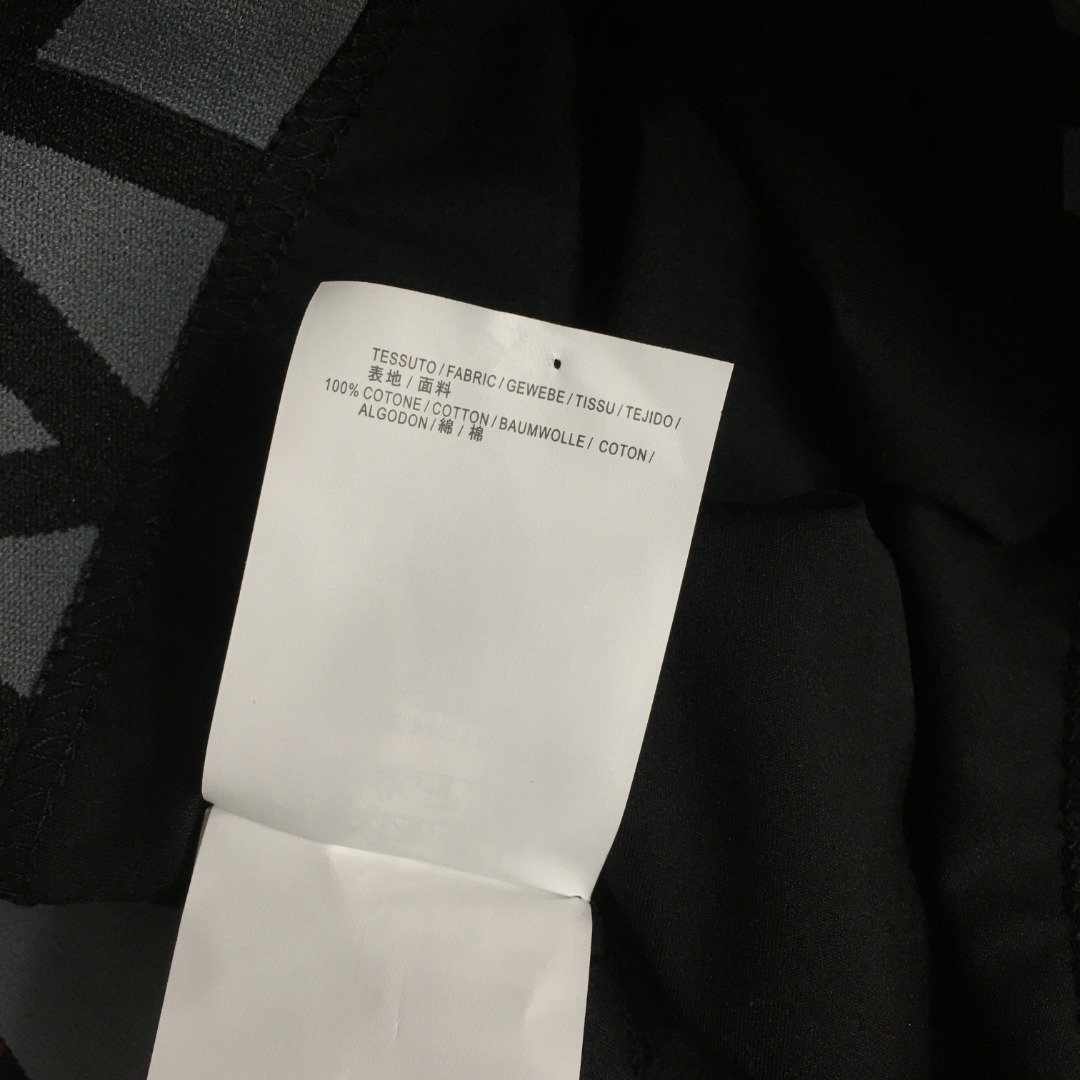 TESSUTO / FABRIC / GEWEBE / TISSU / TEJIDO /
表地 / 面料
100% COTONE / COTTON / BAUMWOLLE / COTON /
ALGODON / 綿 / 棉